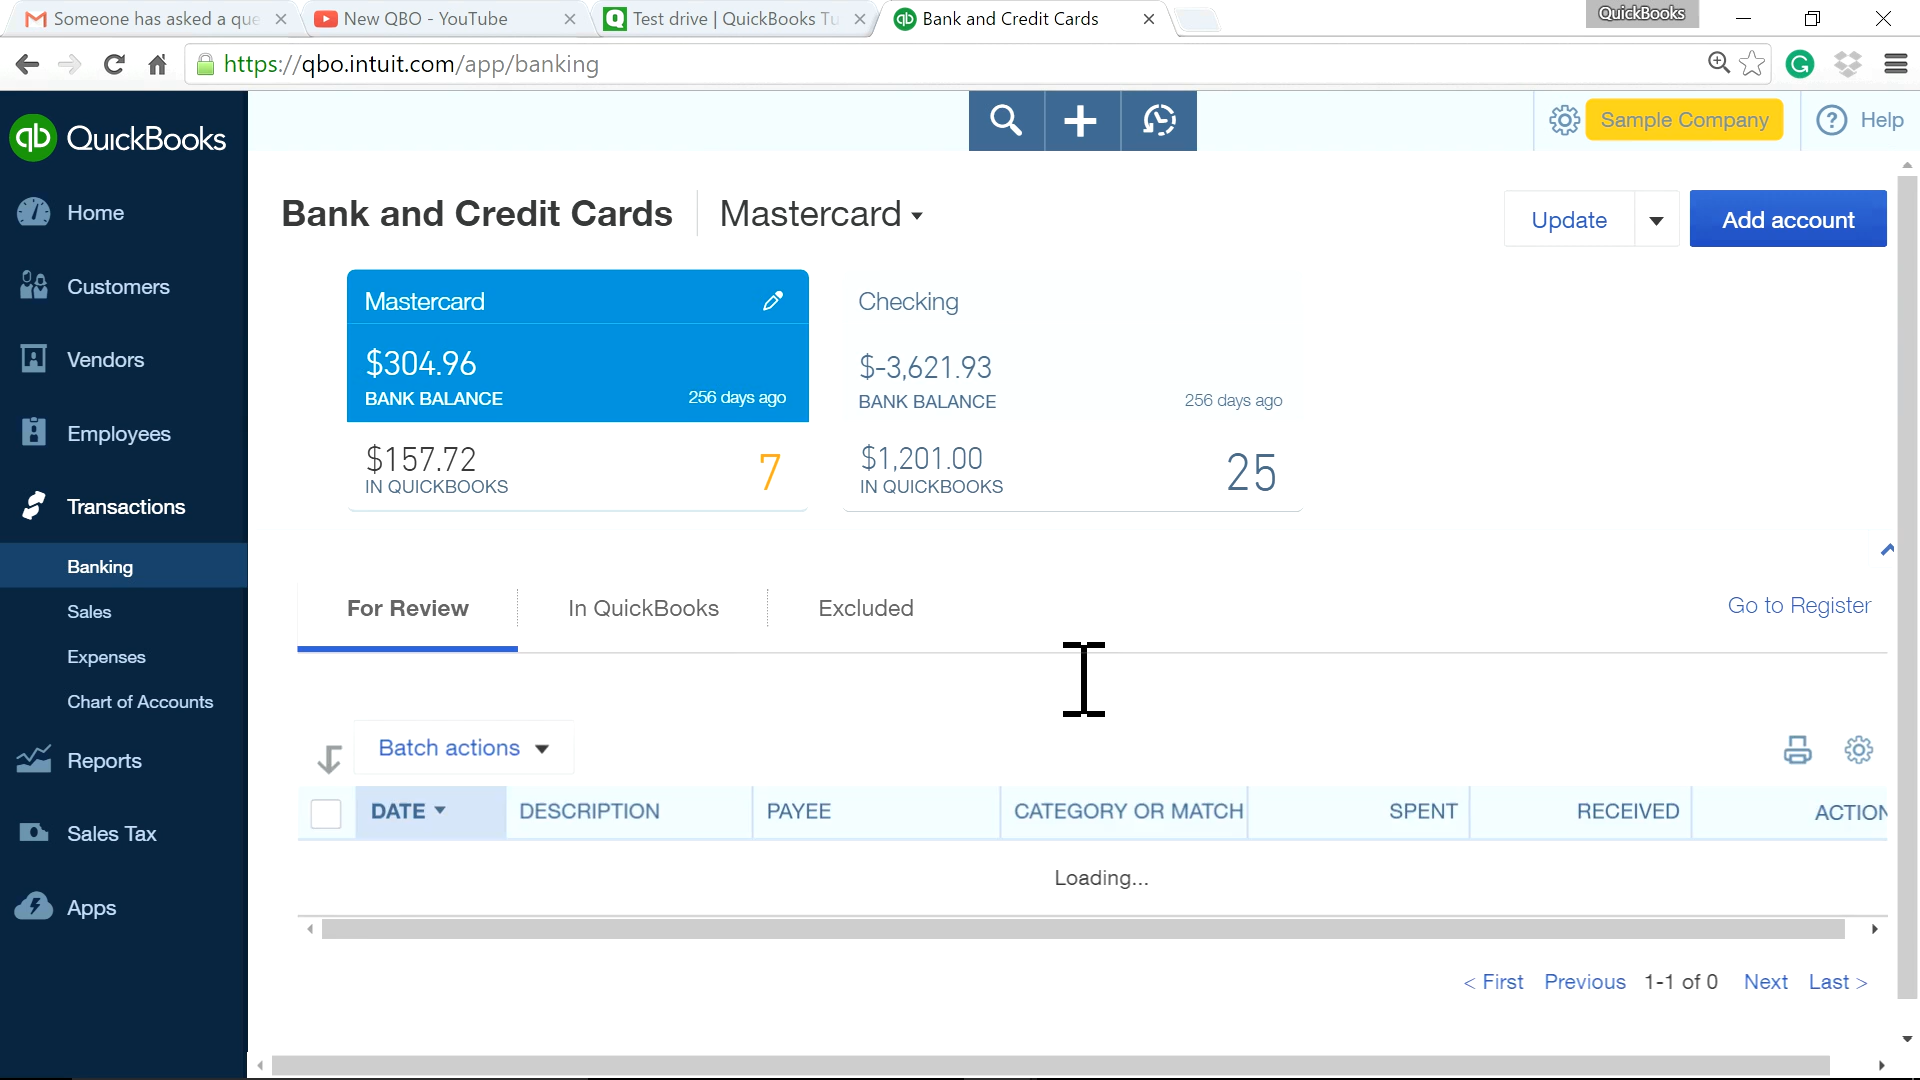 Someone has asked a que
New QBO - YouTube
Test drive | QuickBooks Tu
Bank and Credit Cards
QuickBooks
https://qbo.intuit.com/app/banking
qb QuickBooks
Sample Company
Help
Home
Customers
Vendors
Employees
Transactions
Banking
Sales
Expenses
Chart of Accounts
Reports
Sales Tax
Apps
Bank and Credit Cards
Mastercard
Update
Add account
Mastercard
$304.96
BANK BALANCE
256 days ago
$157.72
IN QUICKBOOKS
7
Checking
$-3,621.93
BANK BALANCE
256 days ago
$1,201.00
IN QUICKBOOKS
25
For Review
In QuickBooks
Excluded
Go to Register
Batch actions
DATE DESCRIPTION PAYEE CATEGORY OR MATCH SPENT RECEIVED ACTION
Loading...
< First Previous 1-1 of 0 Next Last >